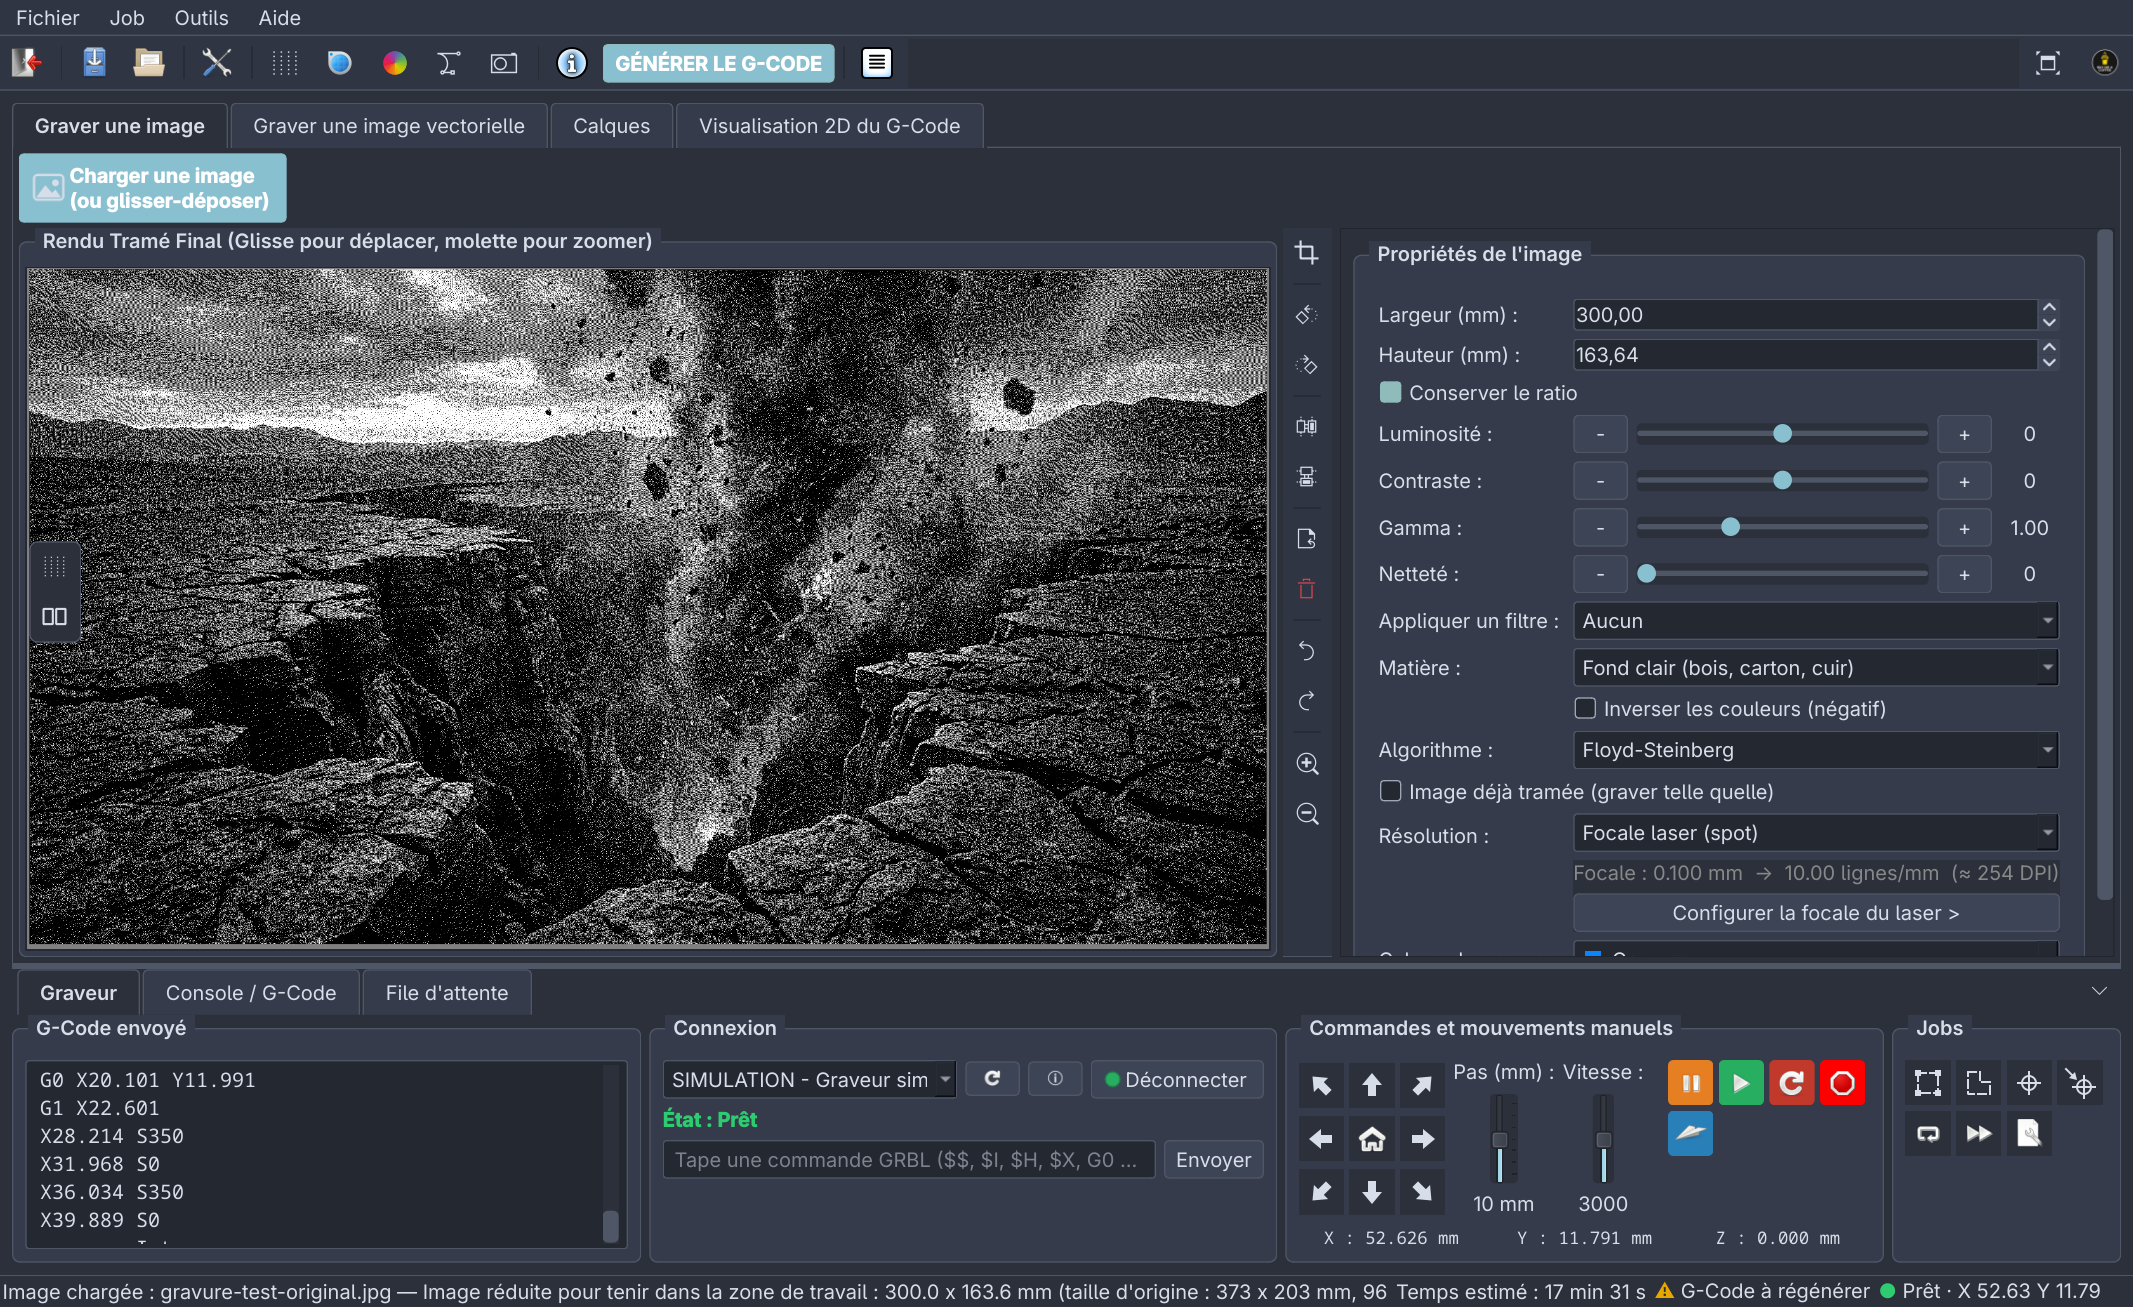 Fichier Job Outils Aide
GÉNÉRER LE G-CODE
Graver une image Graver une image vectorielle Calques Visualisation 2D du G-Code
Charger une image
(ou glisser-déposer)
Rendu Tramé Final (Glisse pour déplacer, molette pour zoomer)
Propriétés de l'image
Largeur (mm) : 300,00
Hauteur (mm) : 163,64
Conserver le ratio
Luminosité : - + 0
Contraste : - + 0
Gamma : - + 1.00
Netteté : - + 0
Appliquer un filtre : Aucun
Matière : Fond clair (bois, carton, cuir)
Inverser les couleurs (négatif)
Algorithme : Floyd-Steinberg
Image déjà tramée (graver telle quelle)
Résolution : Focale laser (spot)
Focale : 0.100 mm → 10.00 lignes/mm (≈ 254 DPI)
Configurer la focale du laser >
Graveur Console / G-Code File d'attente
G-Code envoyé
G0 X20.101 Y11.991
G1 X22.601
X28.214 S350
X31.968 S0
X36.034 S350
X39.889 S0
Connexion
SIMULATION - Graveur sim Déconnecter
État : Prêt
Tape une commande GRBL ($$, $I, $H, $X, G0 ... Envoyer
Commandes et mouvements manuels
Pas (mm) : Vitesse :
10 mm 3000
X : 52.626 mm Y : 11.791 mm Z : 0.000 mm
Jobs
Image chargée : gravure-test-original.jpg — Image réduite pour tenir dans la zone de travail : 300.0 x 163.6 mm (taille d'origine : 373 x 203 mm, 96 Temps estimé : 17 min 31 s G-Code à régénérer Prêt · X 52.63 Y 11.79